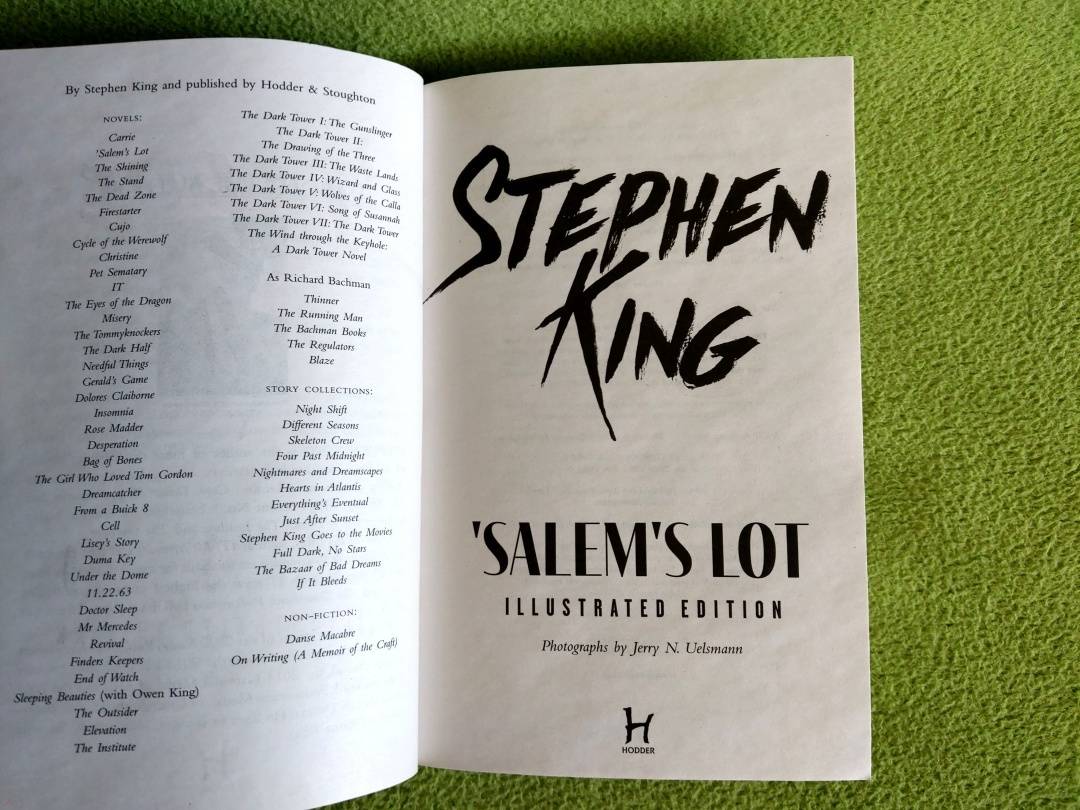 By Stephen King and published by Hodder & Stoughton
NOVELS:
Carrie
'Salem's Lot
The Shining
The Stand
The Dead Zone
Firestarter
Cujo
Cycle of the Werewolf
Christine
Pet Sematary
IT
The Eyes of the Dragon
Misery
The Tommyknockers
The Dark Half
Needful Things
Gerald's Game
Dolores Claiborne
Insomnia
Rose Madder
Desperation
Bag of Bones
The Girl Who Loved Tom Gordon
Dreamcatcher
From a Buick 8
Cell
Lisey's Story
Duma Key
Under the Dome
11.22.63
Doctor Sleep
Mr Mercedes
Revival
Finders Keepers
End of Watch
Sleeping Beauties (with Owen King)
The Outsider
Elevation
The Institute
The Dark Tower I: The Gunslinger
The Dark Tower II:
The Drawing of the Three
The Dark Tower III: The Waste Lands
The Dark Tower IV: Wizard and Glass
The Dark Tower V: Wolves of the Calla
The Dark Tower VI: Song of Susannah
The Dark Tower VII: The Dark Tower
The Wind through the Keyhole:
A Dark Tower Novel
As Richard Bachman
Thinner
The Running Man
The Bachman Books
The Regulators
Blaze
STORY COLLECTIONS:
Night Shift
Different Seasons
Skeleton Crew
Four Past Midnight
Nightmares and Dreamscapes
Hearts in Atlantis
Everything's Eventual
Just After Sunset
Stephen King Goes to the Movies
Full Dark, No Stars
The Bazaar of Bad Dreams
If It Bleeds
NON-FICTION:
Danse Macabre
On Writing (A Memoir of the Craft)
STEPHEN
KING
'SALEM'S LOT
ILLUSTRATED EDITION
Photographs by Jerry N. Uelsmann
H
HODDER